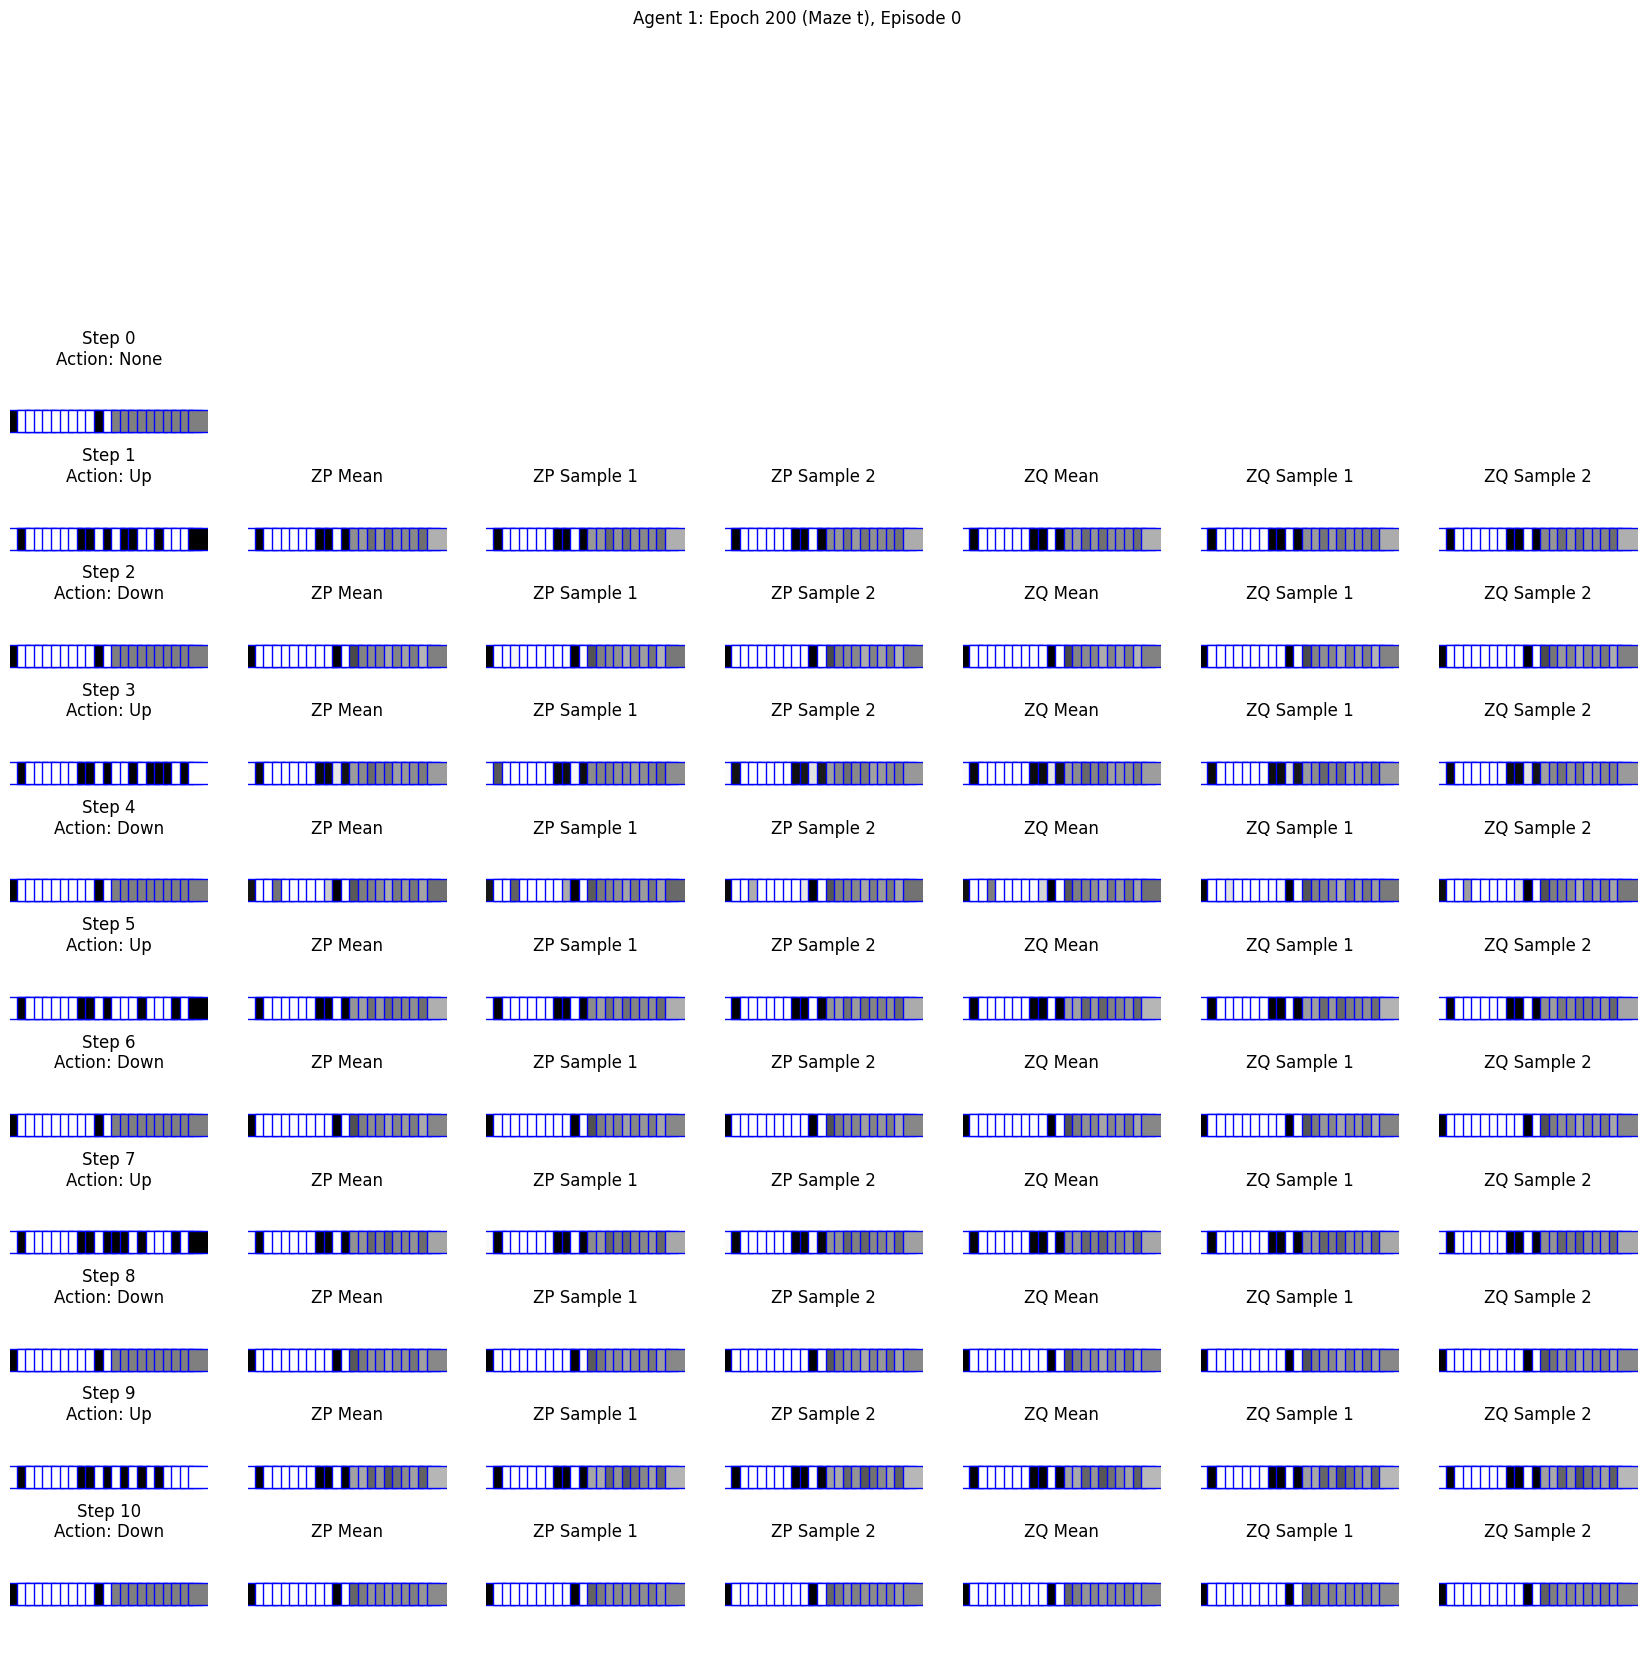 Agent 1: Epoch 200 (Maze t), Episode 0
Step 0
Action: None
Step 1
Action: Up
ZP Mean
ZP Sample 1
ZP Sample 2
ZQ Mean
ZQ Sample 1
ZQ Sample 2
Step 2
Action: Down
ZP Mean
ZP Sample 1
ZP Sample 2
ZQ Mean
ZQ Sample 1
ZQ Sample 2
Step 3
Action: Up
ZP Mean
ZP Sample 1
ZP Sample 2
ZQ Mean
ZQ Sample 1
ZQ Sample 2
Step 4
Action: Down
ZP Mean
ZP Sample 1
ZP Sample 2
ZQ Mean
ZQ Sample 1
ZQ Sample 2
Step 5
Action: Up
ZP Mean
ZP Sample 1
ZP Sample 2
ZQ Mean
ZQ Sample 1
ZQ Sample 2
Step 6
Action: Down
ZP Mean
ZP Sample 1
ZP Sample 2
ZQ Mean
ZQ Sample 1
ZQ Sample 2
Step 7
Action: Up
ZP Mean
ZP Sample 1
ZP Sample 2
ZQ Mean
ZQ Sample 1
ZQ Sample 2
Step 8
Action: Down
ZP Mean
ZP Sample 1
ZP Sample 2
ZQ Mean
ZQ Sample 1
ZQ Sample 2
Step 9
Action: Up
ZP Mean
ZP Sample 1
ZP Sample 2
ZQ Mean
ZQ Sample 1
ZQ Sample 2
Step 10
Action: Down
ZP Mean
ZP Sample 1
ZP Sample 2
ZQ Mean
ZQ Sample 1
ZQ Sample 2